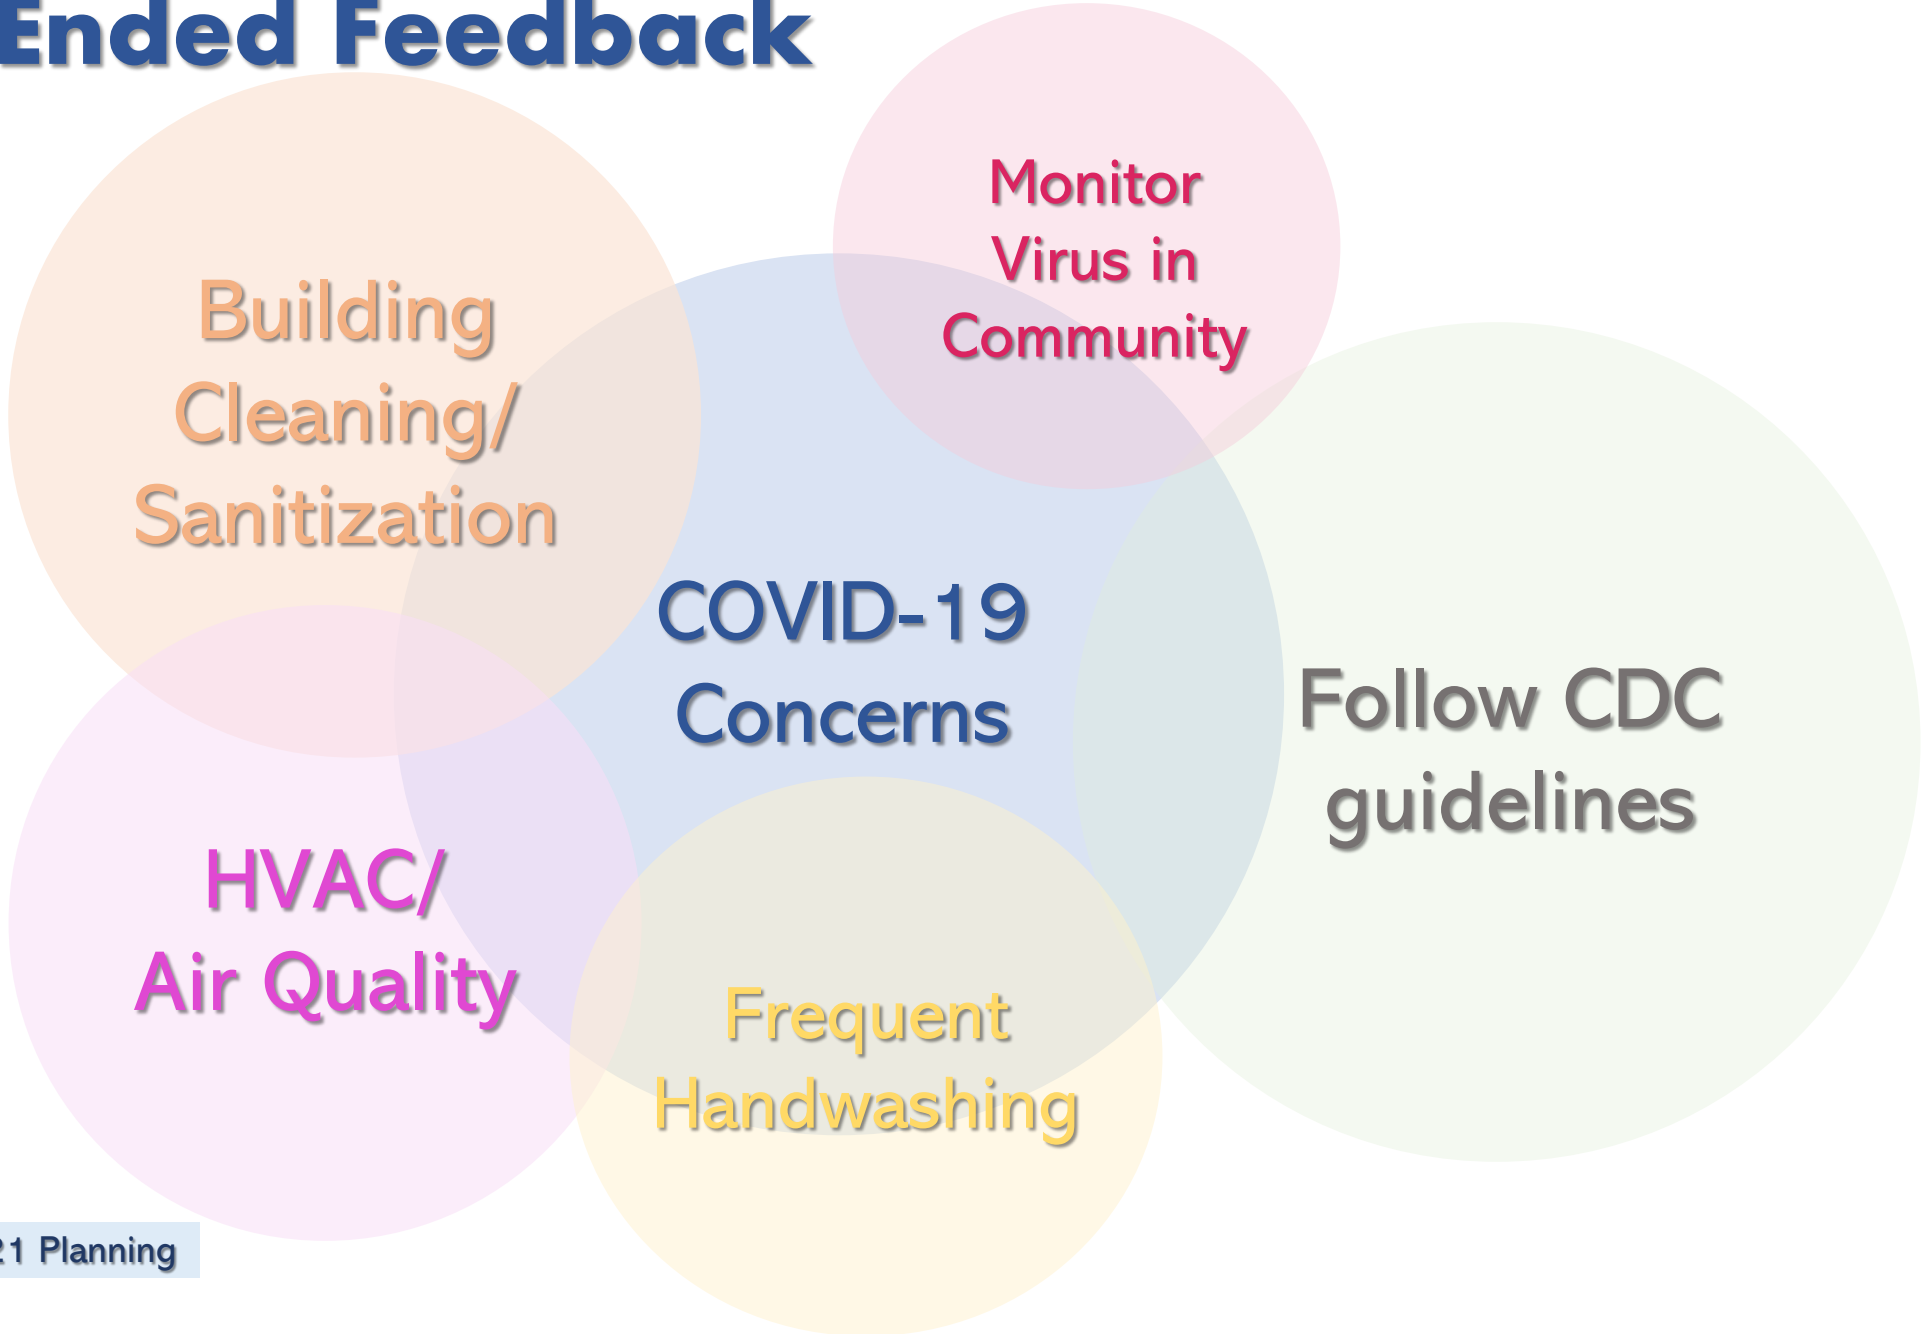 Ended Feedback
Monitor
Virus in
Community
Building
Cleaning/
Sanitization
COVID-19
Concerns
Follow CDC
guidelines
HVAC/
Air Quality
Frequent
Handwashing
21 Planning